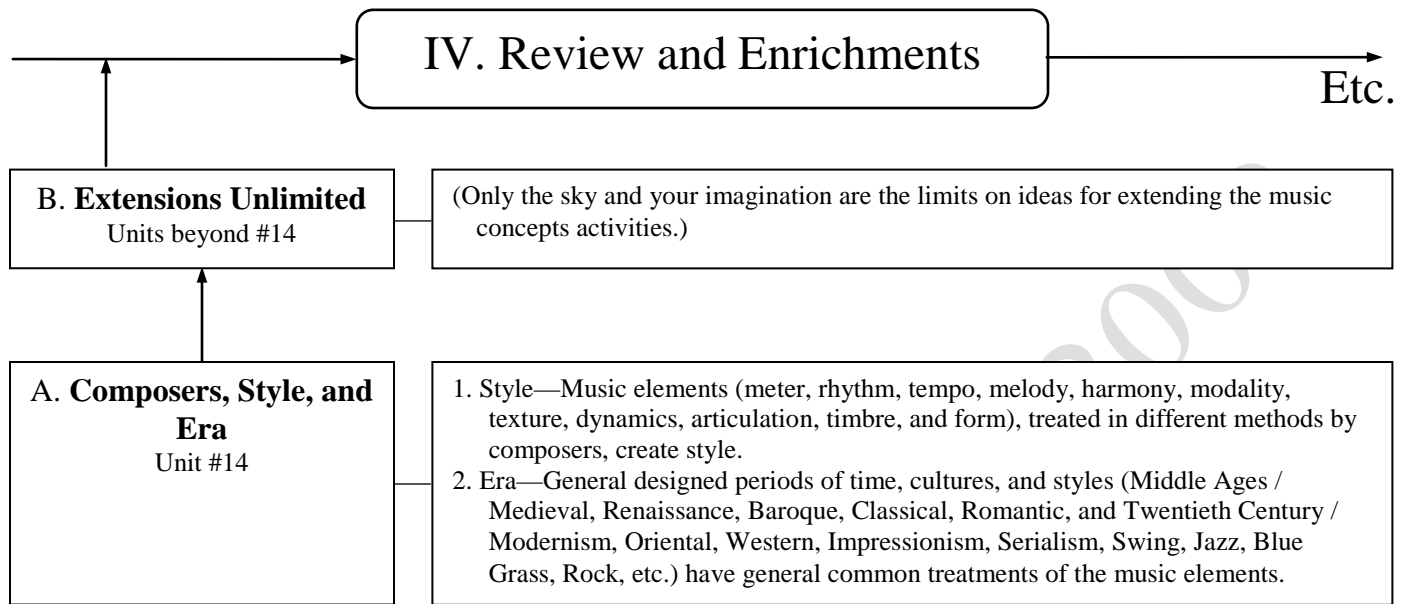 IV. Review and Enrichments
Etc.
B. Extensions Unlimited
Units beyond #14
(Only the sky and your imagination are the limits on ideas for extending the music
concepts activities.)
A. Composers, Style, and
Era
Unit #14
1. Style—Music elements (meter, rhythm, tempo, melody, harmony, modality,
texture, dynamics, articulation, timbre, and form), treated in different methods by
composers, create style.
2. Era—General designed periods of time, cultures, and styles (Middle Ages /
Medieval, Renaissance, Baroque, Classical, Romantic, and Twentieth Century /
Modernism, Oriental, Western, Impressionism, Serialism, Swing, Jazz, Blue
Grass, Rock, etc.) have general common treatments of the music elements.